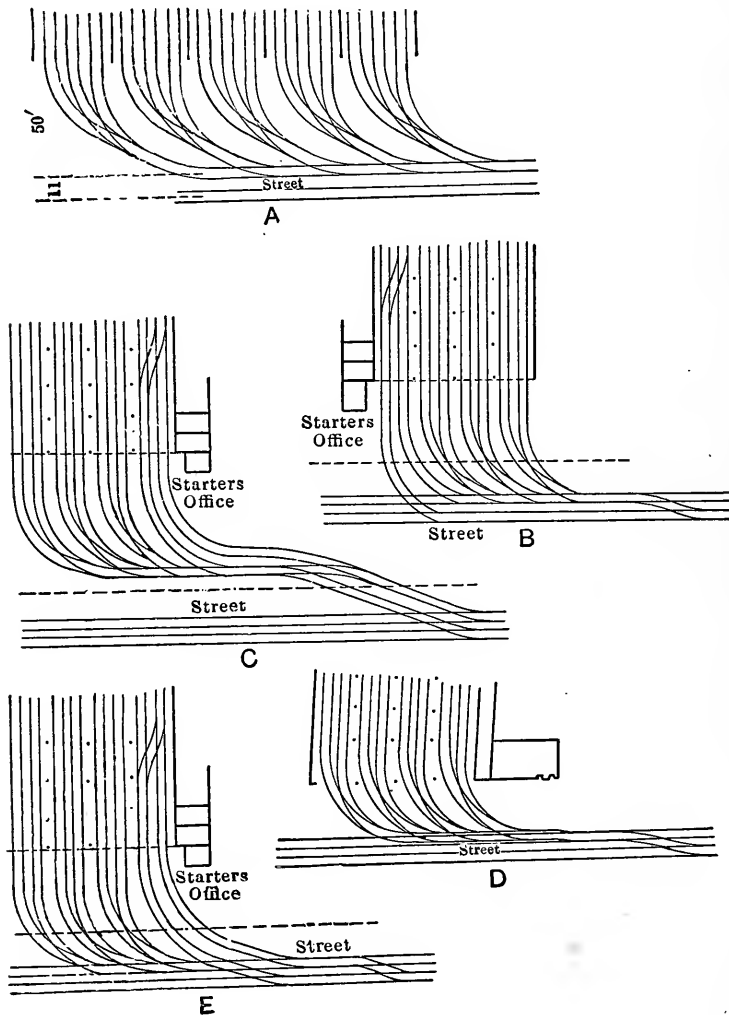 50'
11
Street
A
Starters
Office
Street
B
Starters
Office
Street
C
Street
D
Starters
Office
Street
E